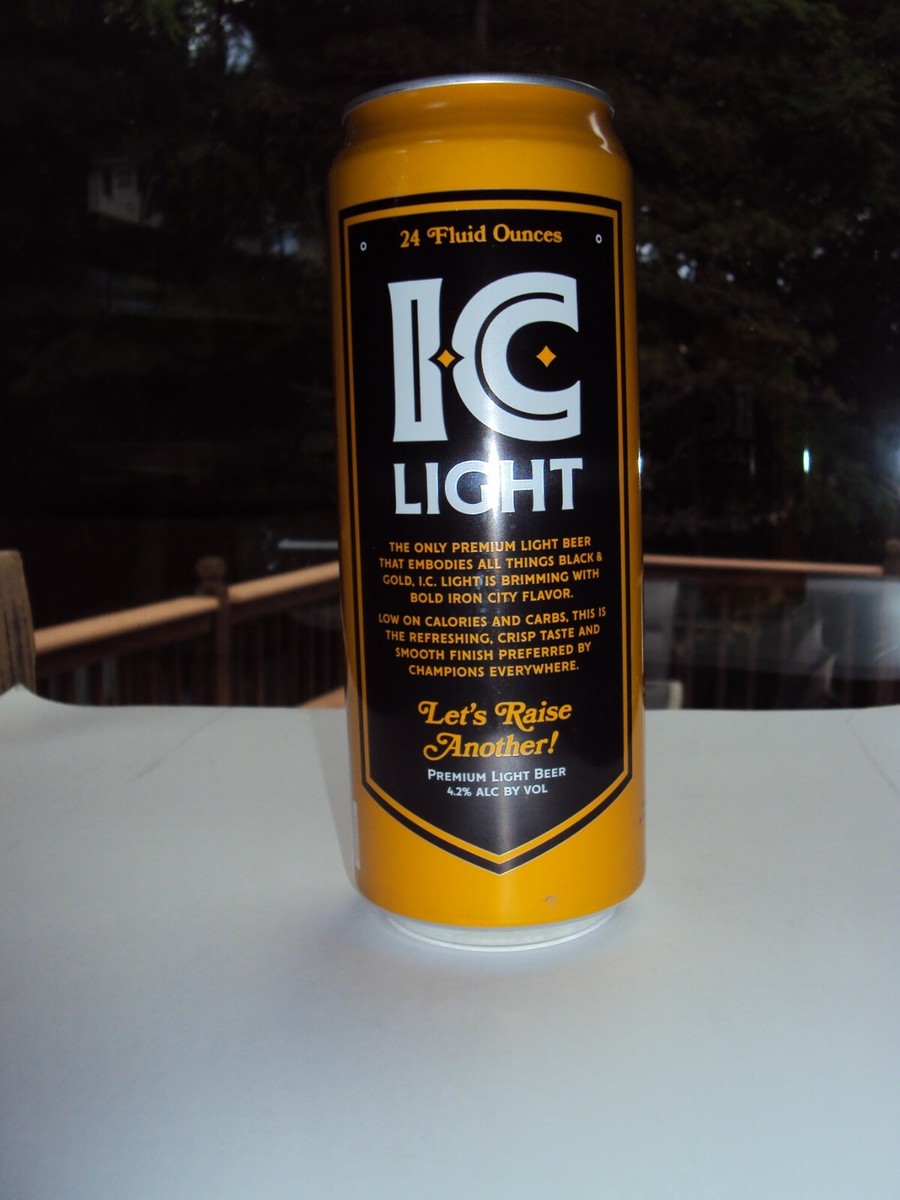 24 Fluid Ounces
IC
LIGHT
THE ONLY PREMIUM LIGHT BEER
THAT EMBODIES ALL THINGS BLACK &
GOLD, I.C. LIGHT IS BRIMMING WITH
BOLD IRON CITY FLAVOR.
LOW ON CALORIES AND CARBS, THIS IS
THE REFRESHING, CRISP TASTE AND
SMOOTH FINISH PREFERRED BY
CHAMPIONS EVERYWHERE.
Let's Raise
Another!
PREMIUM LIGHT BEER
4.2% ALC BY VOL